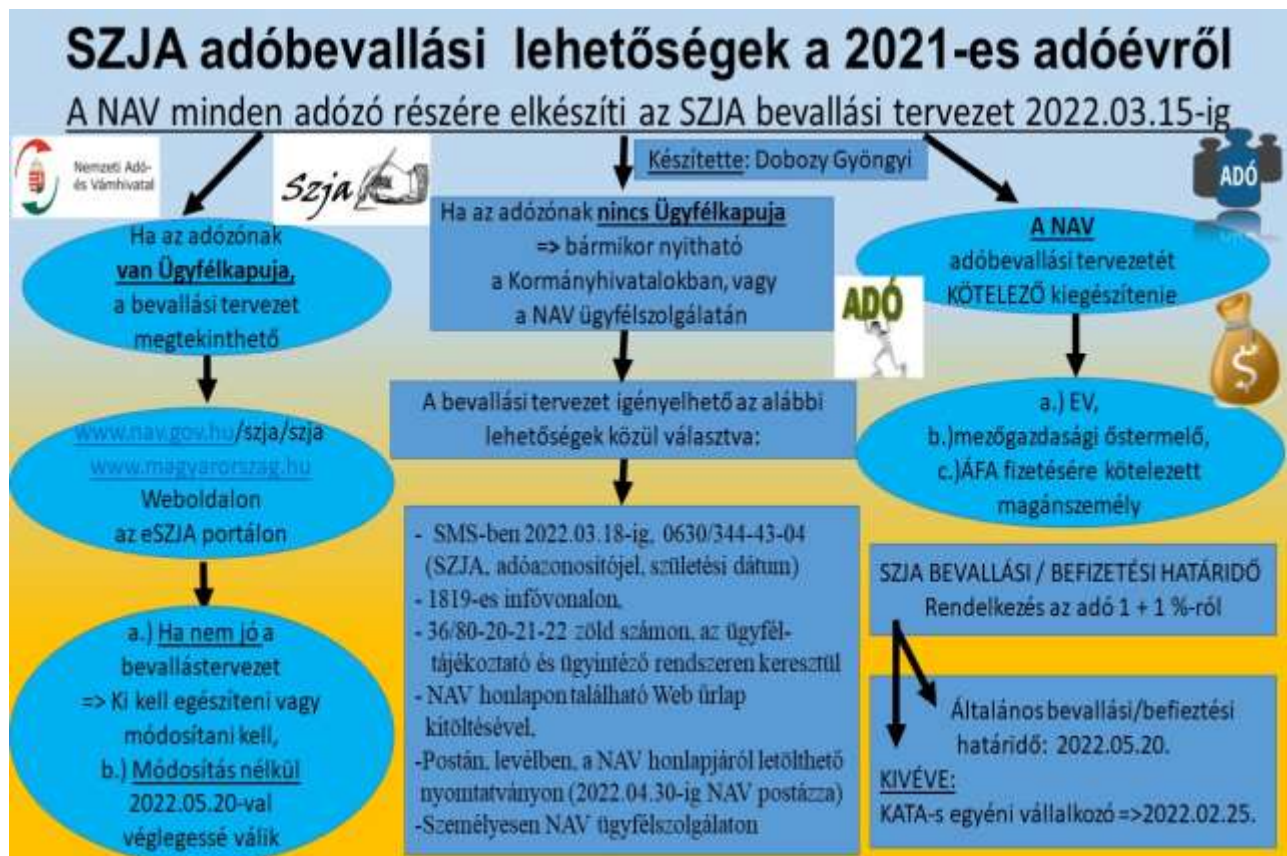 SZJA adóbevallási lehetőségek a 2021-es adóévről
A NAV minden adózó részére elkészíti az SZJA bevallási tervezet 2022.03.15-ig
Nemzeti Adó-
és Vámhivatal
Szja
Készítette: Dobozy Gyöngyi
ADÓ
Ha az adózónak
van Ügyfélkapuja,
a bevallási tervezet
megtekinthető
www.nav.gov.hu/szja/szja
www.magyarorszag.hu
Weboldalon
az eSZJA portálon
a.) Ha nem jó a
bevallástervezet
=> Ki kell egészíteni vagy
módosítani kell,
b.) Módosítás nélkül
2022.05.20-val
véglegessé válik
Ha az adózónak nincs Ügyfélkapuja
=> bármikor nyitható
a Kormányhivatalokban, vagy
a NAV ügyfélszolgálatán
ADÓ
A bevallási tervezet igényelhető az alábbi
lehetőségek közül választva:
- SMS-ben 2022.03.18-ig, 0630/344-43-04
(SZJA, adóazonosítójel, születési dátum)
- 1819-es infóvonalon,
- 36/80-20-21-22 zöld számon, az ügyfél-
tájékoztató és ügyintéző rendszeren keresztül
- NAV honlapon található Web űrlap
kitöltésével,
-Postán, levélben, a NAV honlapjáról letölthető
nyomtatványon (2022.04.30-ig NAV postázza)
-Személyesen NAV ügyfélszolgálaton
A NAV
adóbevallási tervezetét
KÖTELEZŐ kiegészítenie
a.) EV,
b.)mezőgazdasági őstermelő,
c.)ÁFA fizetésére kötelezett
magánszemély
SZJA BEVALLÁSI / BEFIZETÉSI HATÁRIDŐ
Rendelkezés az adó 1 + 1 %-ról
Általános bevallási/befieztési
határidő: 2022.05.20.
KIVÉVE:
KATA-s egyéni vállalkozó =>2022.02.25.